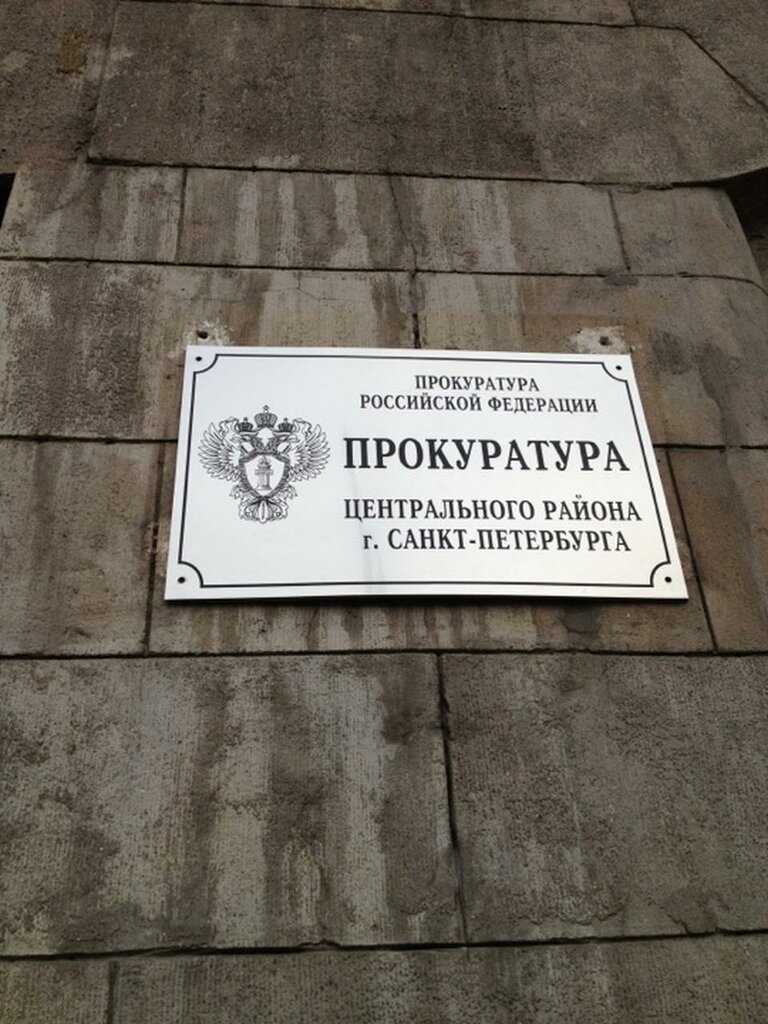 ПРОКУРАТУРА
РОССИЙСКОЙ ФЕДЕРАЦИИ
ПРОКУРАТУРА
ЦЕНТРАЛЬНОГО РАЙОНА
г. САНКТ-ПЕТЕРБУРГА